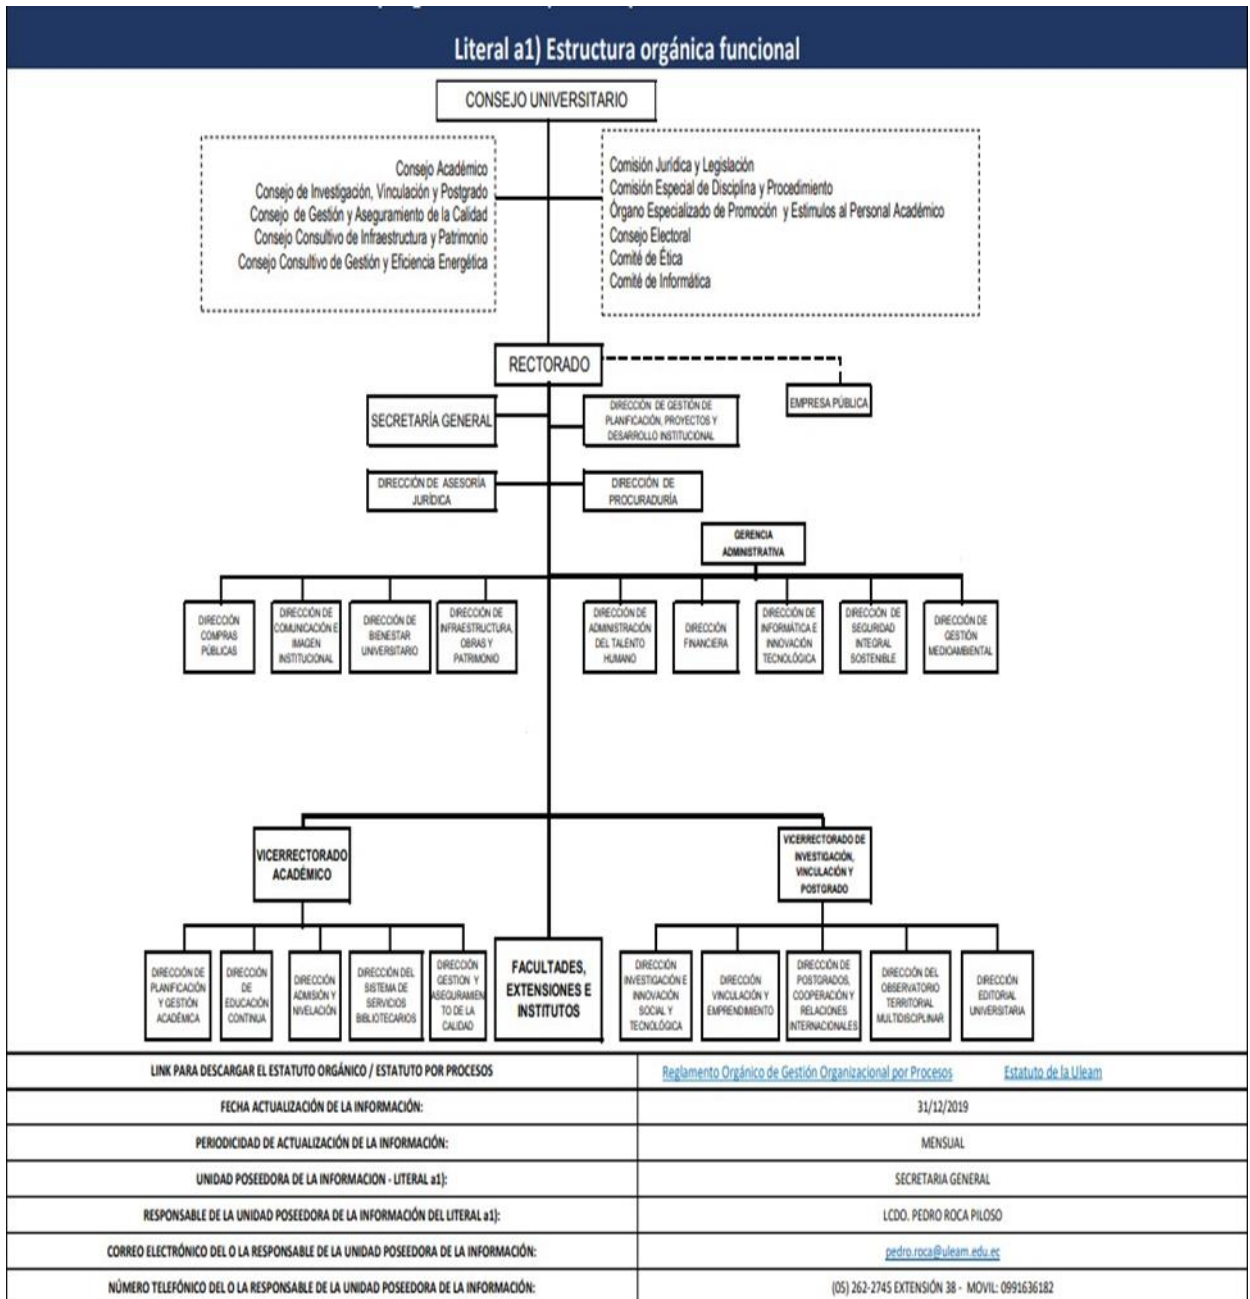 Literal a1) Estructura orgánica funcional
CONSEJO UNIVERSITARIO
Consejo Académico
Consejo de Investigación, Vinculación y Postgrado
Consejo de Gestión y Aseguramiento de la Calidad
Consejo Consultivo de Infraestructura y Patrimonio
Consejo Consultivo de Gestión y Eficiencia Energética
Comisión Jurídica y Legislación
Comisión Especial de Disciplina y Procedimiento
Órgano Especializado de Promoción y Estimulos al Personal Académico
Consejo Electoral
Comité de Ética
Comité de Informática
RECTORADO
EMPRESA PÚBLICA
SECRETARÍA GENERAL
DIRECCIÓN DE GESTIÓN DE
PLANIFICACIÓN, PROYECTOS Y
DESARROLLO INSTITUCIONAL
DIRECCIÓN DE ASESORÍA
JURÍDICA
DIRECCIÓN DE
PROCURADURÍA
GERENCIA
ADMINISTRATIVA
DIRECCIÓN
COMPRAS
PÚBLICAS
DIRECCIÓN DE
COMUNICACIÓN E
IMAGEN
INSTITUCIONAL
DIRECCIÓN DE
BIENESTAR
UNIVERSITARIO
DIRECCIÓN DE
INFRAESTRUCTURA,
OBRAS Y
PATRIMONIO
DIRECCIÓN DE
ADMINISTRACIÓN
DEL TALENTO
HUMANO
DIRECCIÓN
FINANCIERA
DIRECCIÓN DE
INFORMÁTICA E
INNOVACIÓN
TECNOLÓGICA
DIRECCIÓN DE
SEGURIDAD
INTEGRAL
SOSTENIBLE
DIRECCIÓN DE
GESTIÓN
MEDIOAMBIENTAL
VICERRECTORADO
ACADÉMICO
VICERRECTORADO DE
INVESTIGACIÓN,
VINCULACIÓN Y
POSTGRADO
DIRECCIÓN DE
PLANIFICACIÓN
Y GESTIÓN
ACADÉMICA
DIRECCIÓN
DE
EDUCACIÓN
CONTINUA
DIRECCIÓN
ADMISIÓN Y
NIVELACIÓN
DIRECCIÓN DEL
SISTEMA DE
SERVICIOS
BIBLIOTECARIOS
DIRECCIÓN
GESTION Y
ASEGURAMIEN
TO DE LA
CALIDAD
FACULTADES,
EXTENSIONES E
INSTITUTOS
DIRECCIÓN
INVESTIGACIÓN E
INNOVACIÓN
SOCIAL Y
TECNOLÓGICA
DIRECCIÓN
VINCULACIÓN Y
EMPRENDIMIENTO
DIRECCIÓN DE
POSTGRADOS,
COOPERACIÓN Y
RELACIONES
INTERNACIONALES
DIRECCIÓN DEL
OBSERVATORIO
TERRITORIAL
MULTIDISCIPLINAR
DIRECCIÓN
EDITORIAL
UNIVERSITARIA
LINK PARA DESCARGAR EL ESTATUTO ORGÁNICO / ESTATUTO POR PROCESOS Reglamento Orgánico de Gestión Organizacional por Procesos Estatuto de la Uleam
FECHA ACTUALIZACIÓN DE LA INFORMACIÓN: 31/12/2019
PERIODICIDAD DE ACTUALIZACIÓN DE LA INFORMACIÓN: MENSUAL
UNIDAD POSEEDORA DE LA INFORMACION - LITERAL a1): SECRETARIA GENERAL
RESPONSABLE DE LA UNIDAD POSEEDORA DE LA INFORMACIÓN DEL LITERAL a1): LCDO. PEDRO ROCA PILOSO
CORREO ELECTRÓNICO DEL O LA RESPONSABLE DE LA UNIDAD POSEEDORA DE LA INFORMACIÓN: pedro.roca@uleam.edu.ec
NÚMERO TELEFÓNICO DEL O LA RESPONSABLE DE LA UNIDAD POSEEDORA DE LA INFORMACIÓN: (05) 262-2745 EXTENSIÓN 38 - MOVIL: 0991636182